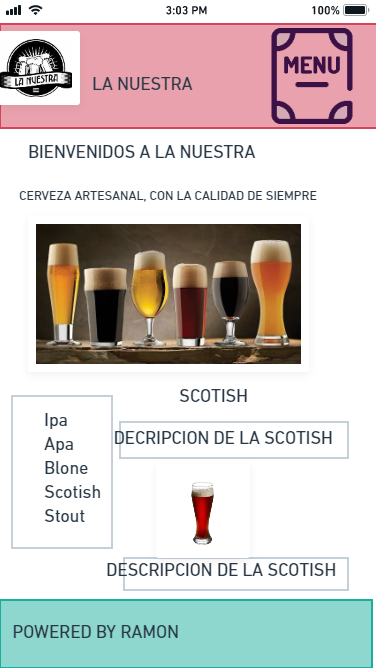 3:03 PM
100%
LA NUESTRA
LA NUESTRA
MENU
BIENVENIDOS A LA NUESTRA
CERVEZA ARTESANAL, CON LA CALIDAD DE SIEMPRE
SCOTISH
Ipa
Apa
Blone
Scotish
Stout
DECRIPCION DE LA SCOTISH
DESCRIPCION DE LA SCOTISH
POWERED BY RAMON